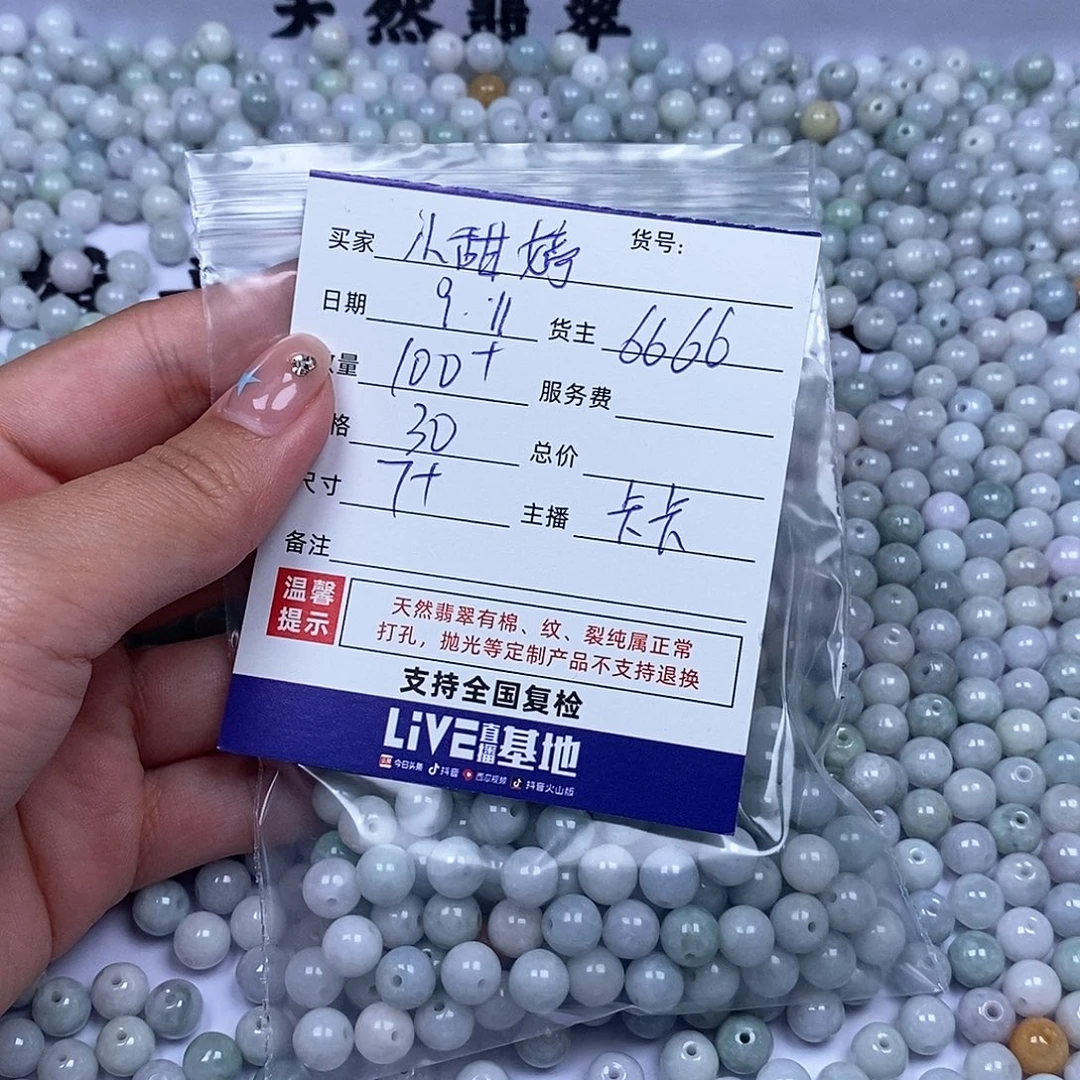 天然翡翠
买家 小甜婷 货号:
日期 9.11 货主 6666
量 100+ 服务费
格 30 总价
尺寸 7+ 主播 卡卡
备注
温馨提示
天然翡翠有棉、纹、裂纯属正常
打孔，抛光等定制产品不支持退换
支持全国复检
LiVE直播基地
今日头条 抖音 西瓜视频 抖音火山版